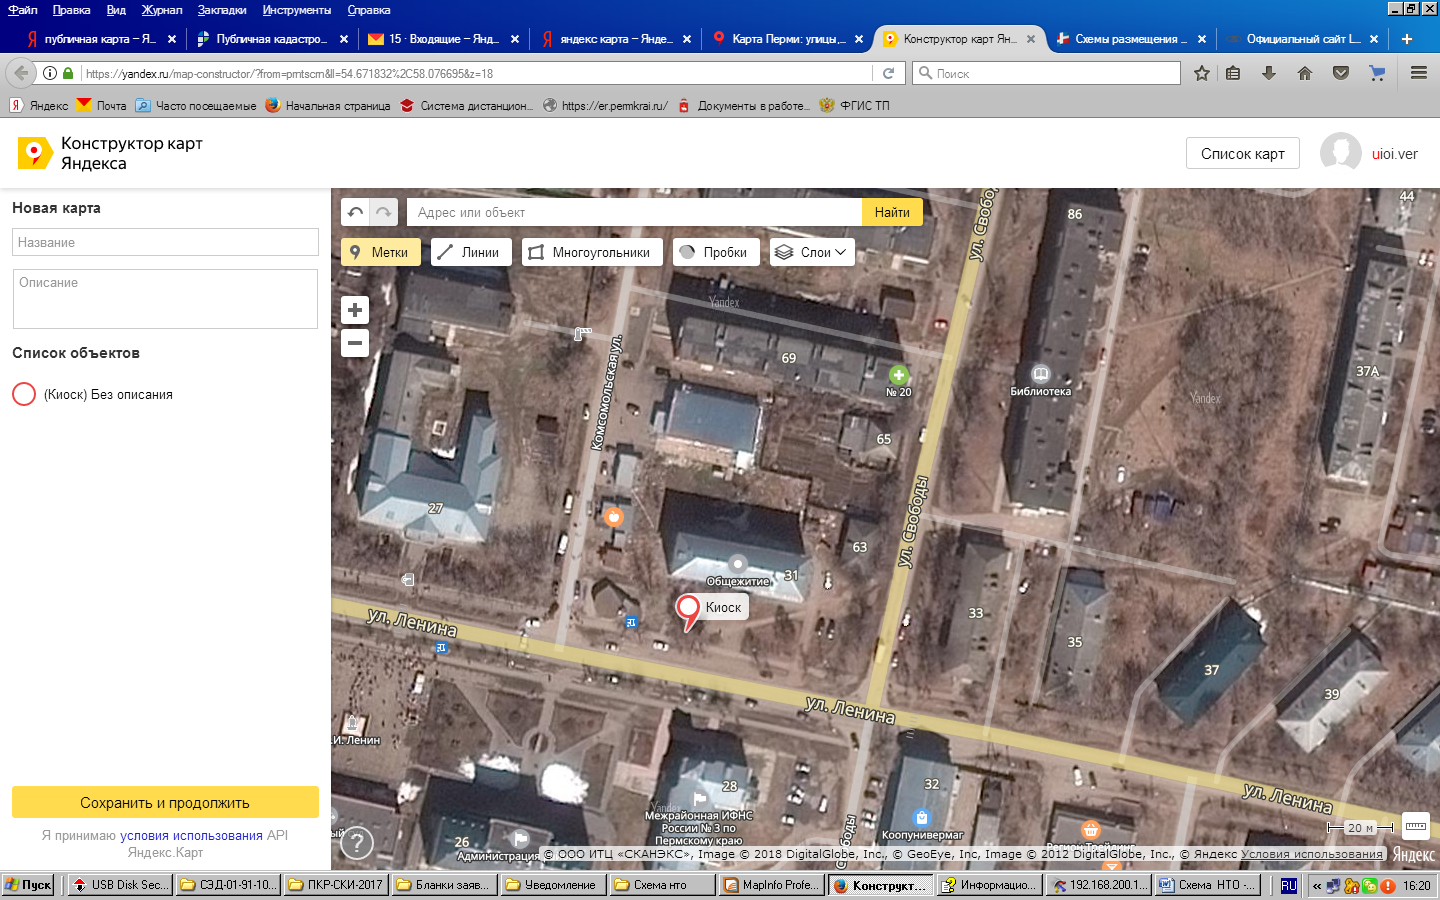 Файл Правка Вид Журнал Закладки Инструменты Справка
публичная карта – Я...
Публичная кадастро...
15 · Входящие – Янд...
яндекс карта – Яндe...
Карта Перми: улицы,...
Конструктор карт Ян...
Схемы размещения ...
Официальный сайт L...
https://yandex.ru/map-constructor/?from=prntscrn&ll=54.671832%2C58.076695&z=18
Поиск
Яндекс Почта Часто посещаемые Начальная страница Система дистанцион... https://er.permkrai.ru/ Документы в работе... ФГИС ТП
Конструктор карт
Яндекса
Список карт
uioi.ver
Новая карта
Название
Описание
Список объектов
(Киоск) Без описания
Сохранить и продолжить
Я принимаю условия использования API
Яндекс.Карт
Адрес или объект
Найти
Метки Линии Многоугольники Пробки Слои
ул. Свобо
86
44
Yandex
Комсомольская ул.
69
37А
№ 20
Библиотека
Yandex
65
27
ул. Свободы
63
Общежитие
31
Киоск
33
35
ул. Ленина
37
39
ул. Ленина
.И. Ленин
28
32
ул. Ленина
Yandex
Межрайонная ИФНС
России № 3 по
Пермскому краю
Коопунивермаг
26
Администрация
20 м
© ООО ИТЦ «СКАНЭКС», Image © 2018 DigitalGlobe, Inc., © GeoEye, Inc, Image © 2012 DigitalGlobe, Inc., © Яндекс Условия использования
Яндекс
?
Пуск
USB Disk Sec...
СЭД-01-91-10...
ПКР-СКИ-2017
Бланки заяв...
Уведомление
Схема нто
MapInfo Profe...
Конструкт...
Информацио...
192.168.200.1...
Схема НТО -...
RU
«
16:20